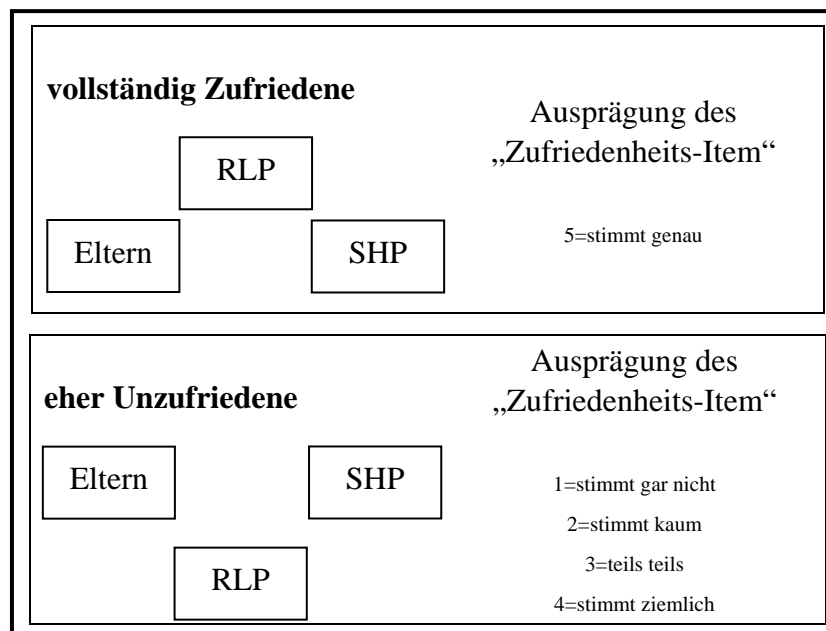 vollständig Zufriedene
Ausprägung des
„Zufriedenheits-Item“
RLP
Eltern
SHP
5=stimmt genau
eher Unzufriedene
Ausprägung des
„Zufriedenheits-Item“
Eltern
SHP
RLP
1=stimmt gar nicht
2=stimmt kaum
3=teils teils
4=stimmt ziemlich